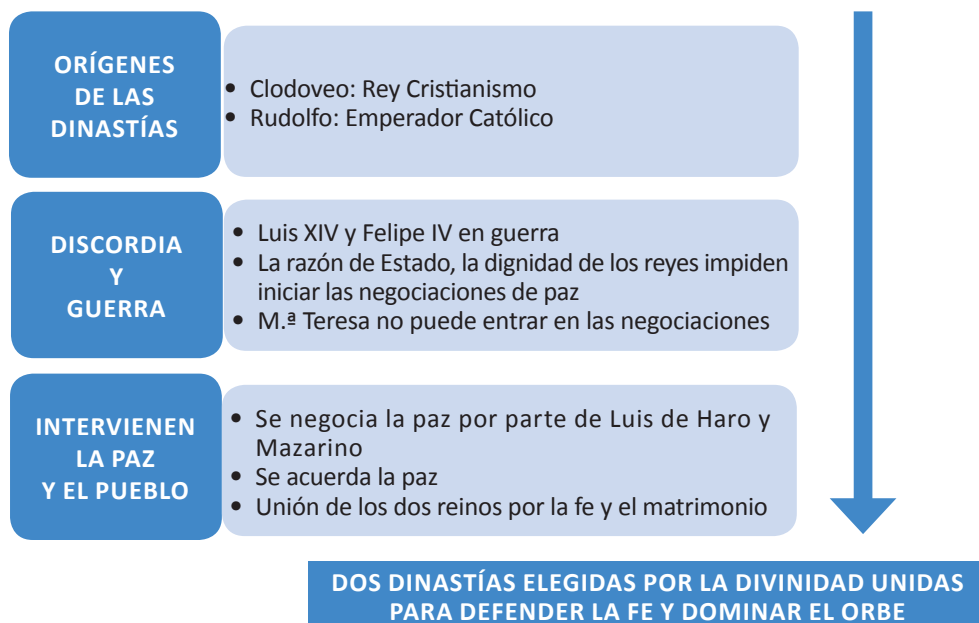 ORÍGENES
DE LAS
DINASTÍAS
• Clodoveo: Rey Cristianismo
• Rudolfo: Emperador Católico
DISCORDIA
Y
GUERRA
• Luis XIV y Felipe IV en guerra
• La razón de Estado, la dignidad de los reyes impiden
iniciar las negociaciones de paz
• M.ª Teresa no puede entrar en las negociaciones
INTERVIENEN
LA PAZ
Y EL PUEBLO
• Se negocia la paz por parte de Luis de Haro y
Mazarino
• Se acuerda la paz
• Unión de los dos reinos por la fe y el matrimonio
DOS DINASTÍAS ELEGIDAS POR LA DIVINIDAD UNIDAS
PARA DEFENDER LA FE Y DOMINAR EL ORBE